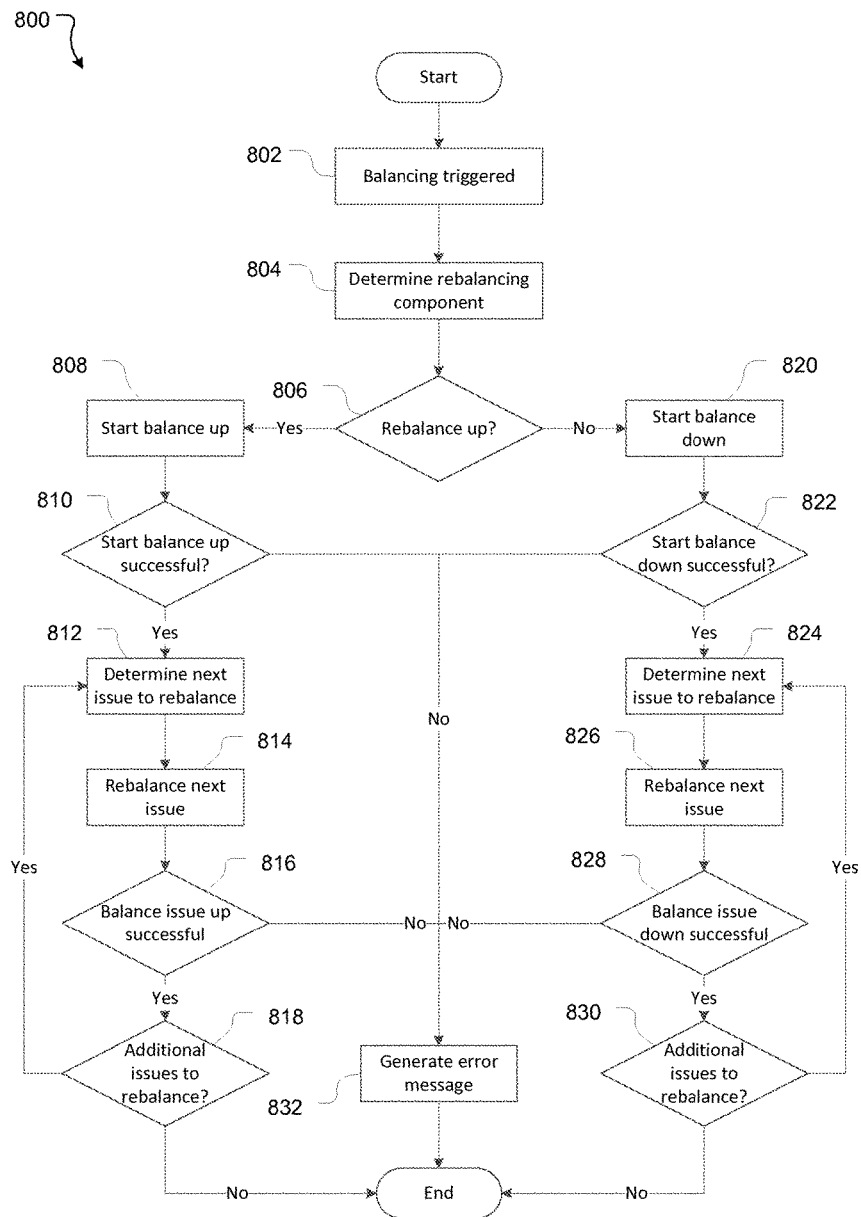 800
Start
802
Balancing triggered
804
Determine rebalancing
component
808
806
820
Start balance up
Yes
Rebalance up?
No
Start balance
down
810
822
Start balance up
successful?
Start balance
down successful?
Yes
Yes
812
824
Determine next
issue to rebalance
Determine next
issue to rebalance
No
814
826
Rebalance next
issue
Rebalance next
issue
Yes
Yes
816
828
Balance issue up
successful
No
No
Balance issue
down successful
Yes
Yes
818
830
Additional
issues to
rebalance?
Generate error
message
832
Additional
issues to
rebalance?
No
End
No